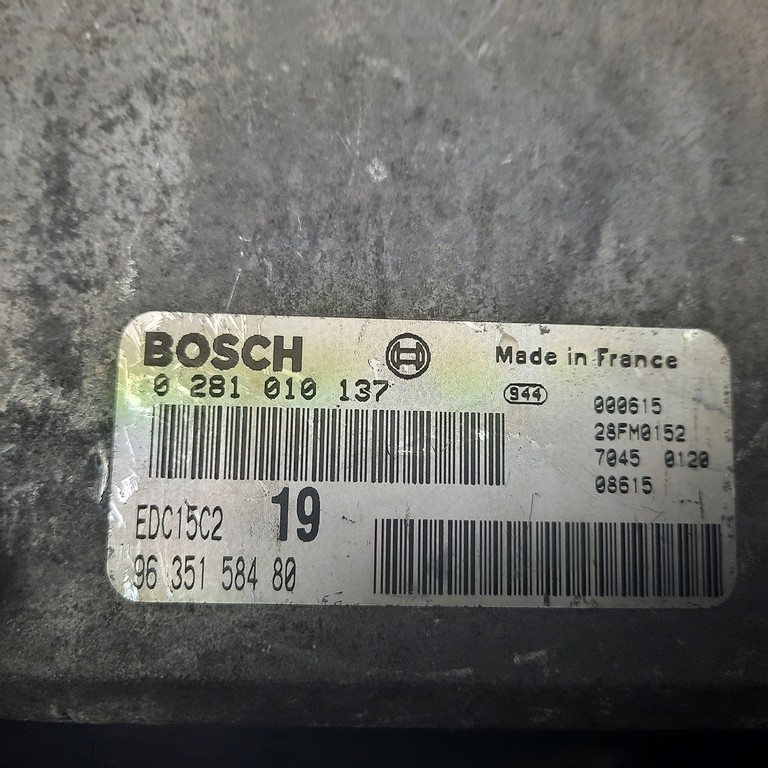 BOSCH
Made in France
0 281 010 137
944
000615
28FM0152
7045 0120
08615
EDC15C2
19
96 351 584 80